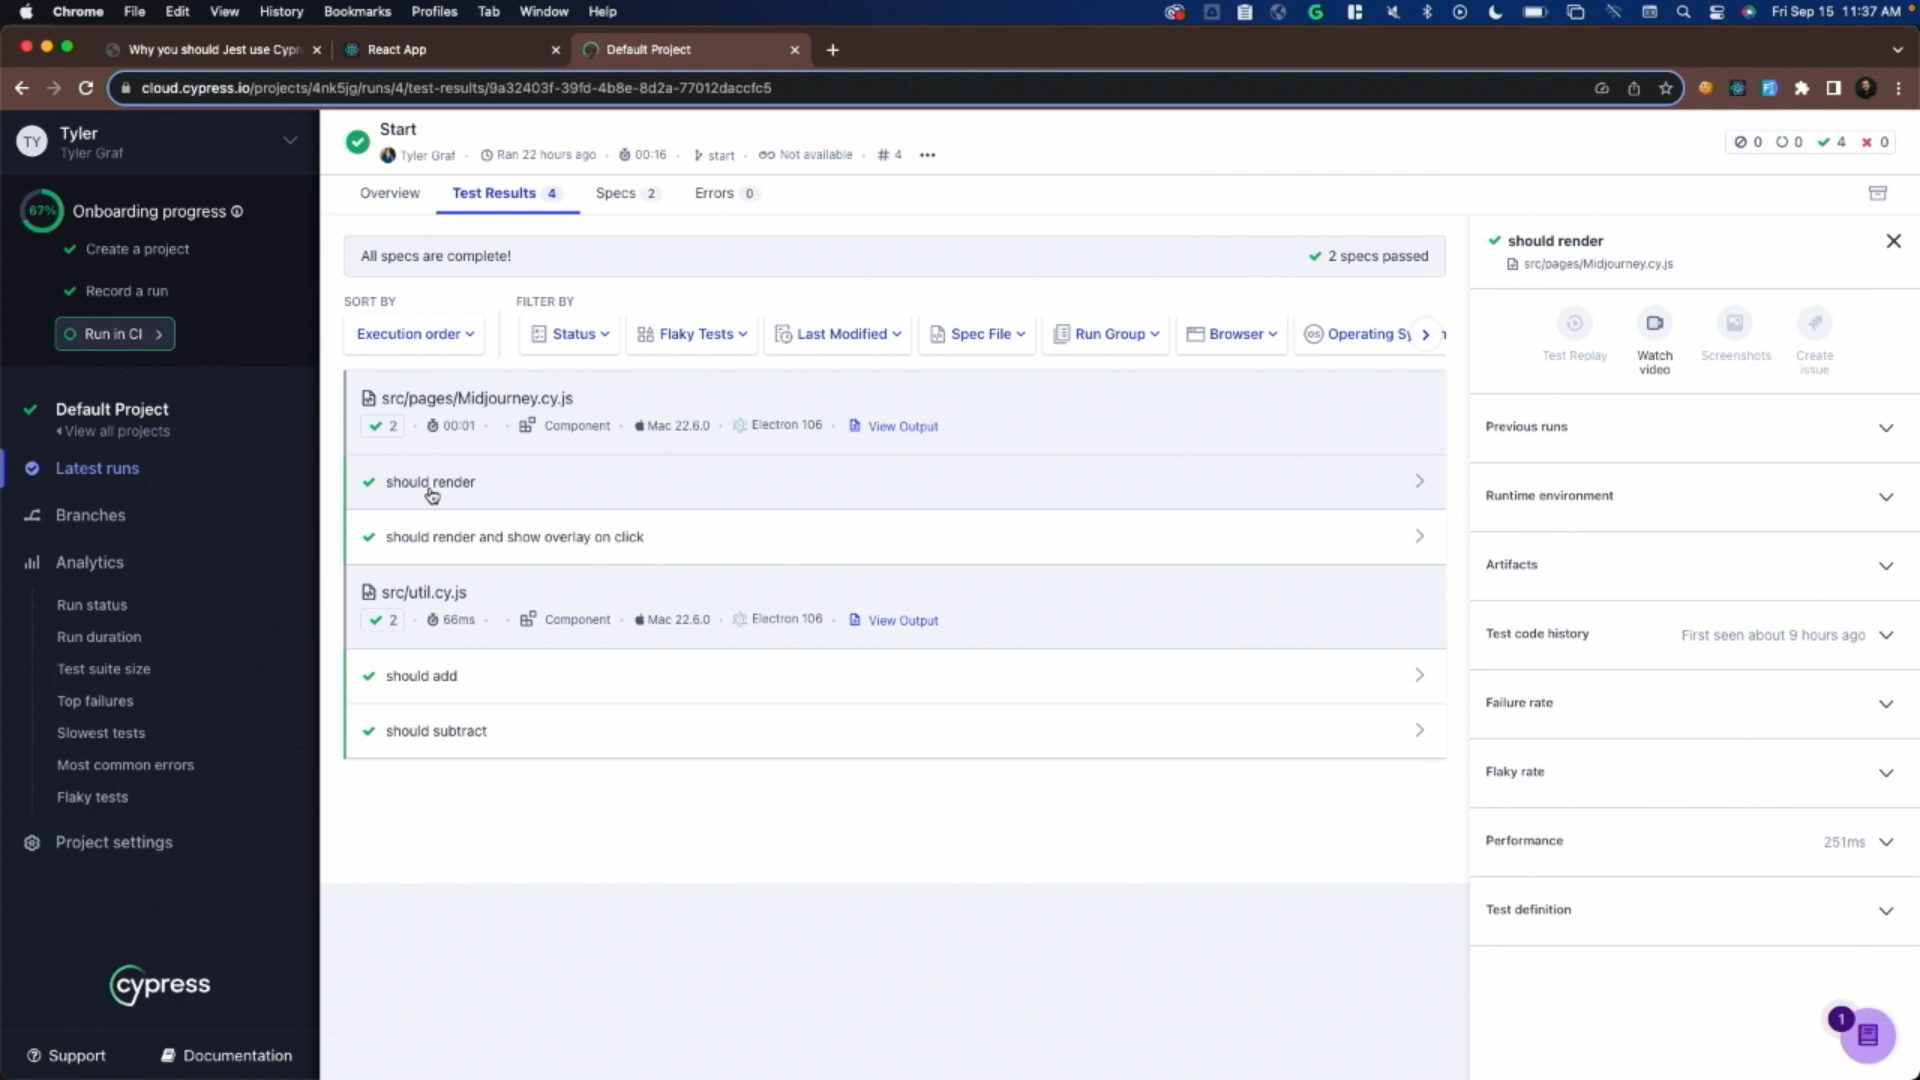 Chrome File Edit View History Bookmarks Profiles Tab Window Help Fri Sep 15 11:37 AM
Why you should Jest use Cypr React App Default Project
cloud.cypress.io/projects/4nk5jg/runs/4/test-results/9a32403f-39fd-4b8e-8d2a-77012daccfc5
TY Tyler
Tyler Graf
67% Onboarding progress
Create a project
Record a run
Run in CI
Default Project
View all projects
Latest runs
Branches
Analytics
Run status
Run duration
Test suite size
Top failures
Slowest tests
Most common errors
Flaky tests
Project settings
cypress
Support Documentation
Start
Tyler Graf · Ran 22 hours ago · 00:16 · start · Not available · # 4
0 0 4 0
Overview Test Results 4 Specs 2 Errors 0
All specs are complete! 2 specs passed
SORT BY FILTER BY
Execution order Status Flaky Tests Last Modified Spec File Run Group Browser OS Operating Sy
src/pages/Midjourney.cy.js
2 · 00:01 · Component · Mac 22.6.0 · Electron 106 · View Output
should render
should render and show overlay on click
src/util.cy.js
2 · 66ms · Component · Mac 22.6.0 · Electron 106 · View Output
should add
should subtract
should render
src/pages/Midjourney.cy.js
Test Replay
Watch video
Screenshots
Create issue
Previous runs
Runtime environment
Artifacts
Test code history First seen about 9 hours ago
Failure rate
Flaky rate
Performance 251ms
Test definition
1